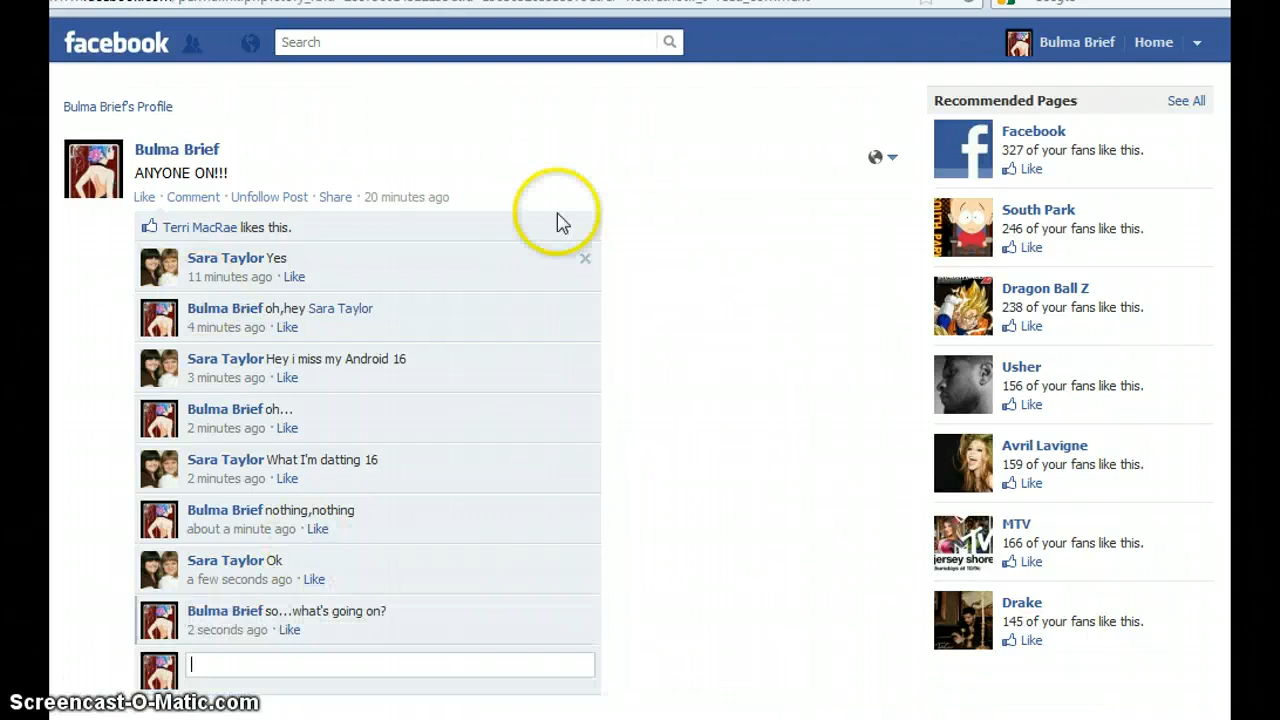 facebook
Search
Bulma Brief
Home
Bulma Brief's Profile
Bulma Brief
ANYONE ON!!!
Like · Comment · Unfollow Post · Share · 20 minutes ago
Terri MacRae likes this.
Sara Taylor Yes
11 minutes ago · Like
Bulma Brief oh,hey Sara Taylor
4 minutes ago · Like
Sara Taylor Hey i miss my Android 16
3 minutes ago · Like
Bulma Brief oh...
2 minutes ago · Like
Sara Taylor What I'm datting 16
2 minutes ago · Like
Bulma Brief nothing,nothing
about a minute ago · Like
Sara Taylor Ok
a few seconds ago · Like
Bulma Brief so...what's going on?
2 seconds ago · Like
Recommended Pages See All
Facebook
327 of your fans like this.
Like
South Park
246 of your fans like this.
Like
Dragon Ball Z
238 of your fans like this.
Like
Usher
156 of your fans like this.
Like
Avril Lavigne
159 of your fans like this.
Like
MTV
166 of your fans like this.
Like
Drake
145 of your fans like this.
Like
Screencast-O-Matic.com